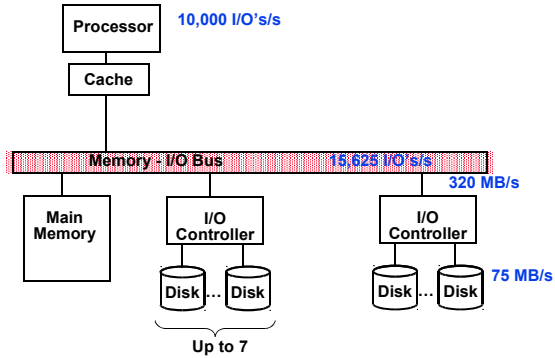 Processor
10,000 I/O's/s
Cache
Memory - I/O Bus
15,625 I/O's/s
320 MB/s
Main
Memory
I/O
Controller
I/O
Controller
Disk
...
Disk
Disk
...
Disk
75 MB/s
Up to 7